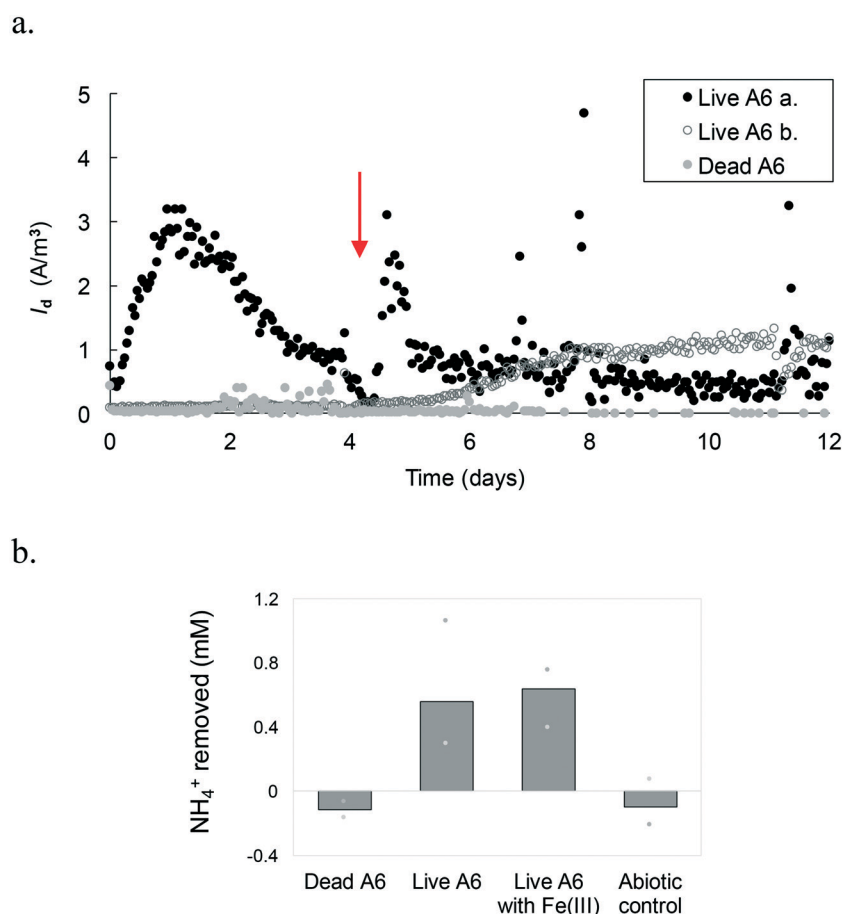 a.
5
4
3
2
1
0
I_d (A/m³)
0 2 4 6 8 10 12
Time (days)
Live A6 a.
Live A6 b.
Dead A6
b.
1.2
0.8
0.4
0
-0.4
NH₄⁺ removed (mM)
Dead A6
Live A6
Live A6
with Fe(III)
Abiotic
control